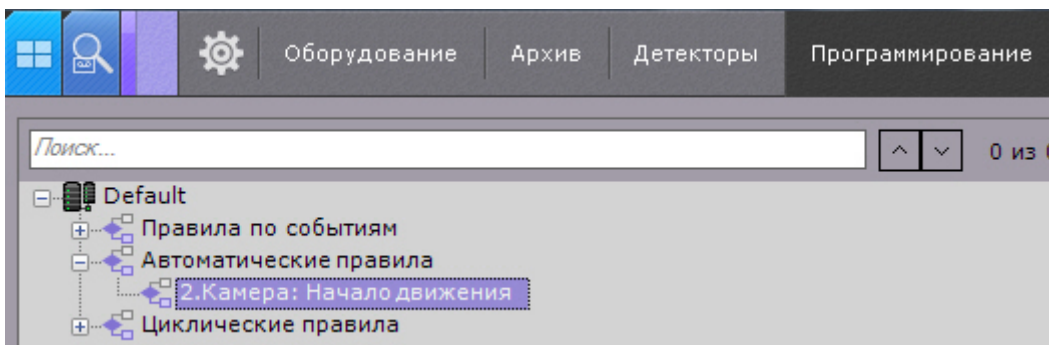 Оборудование Архив Детекторы Программирование
Поиск...
0 из
Default
Правила по событиям
Автоматические правила
2.Камера: Начало движения
Циклические правила